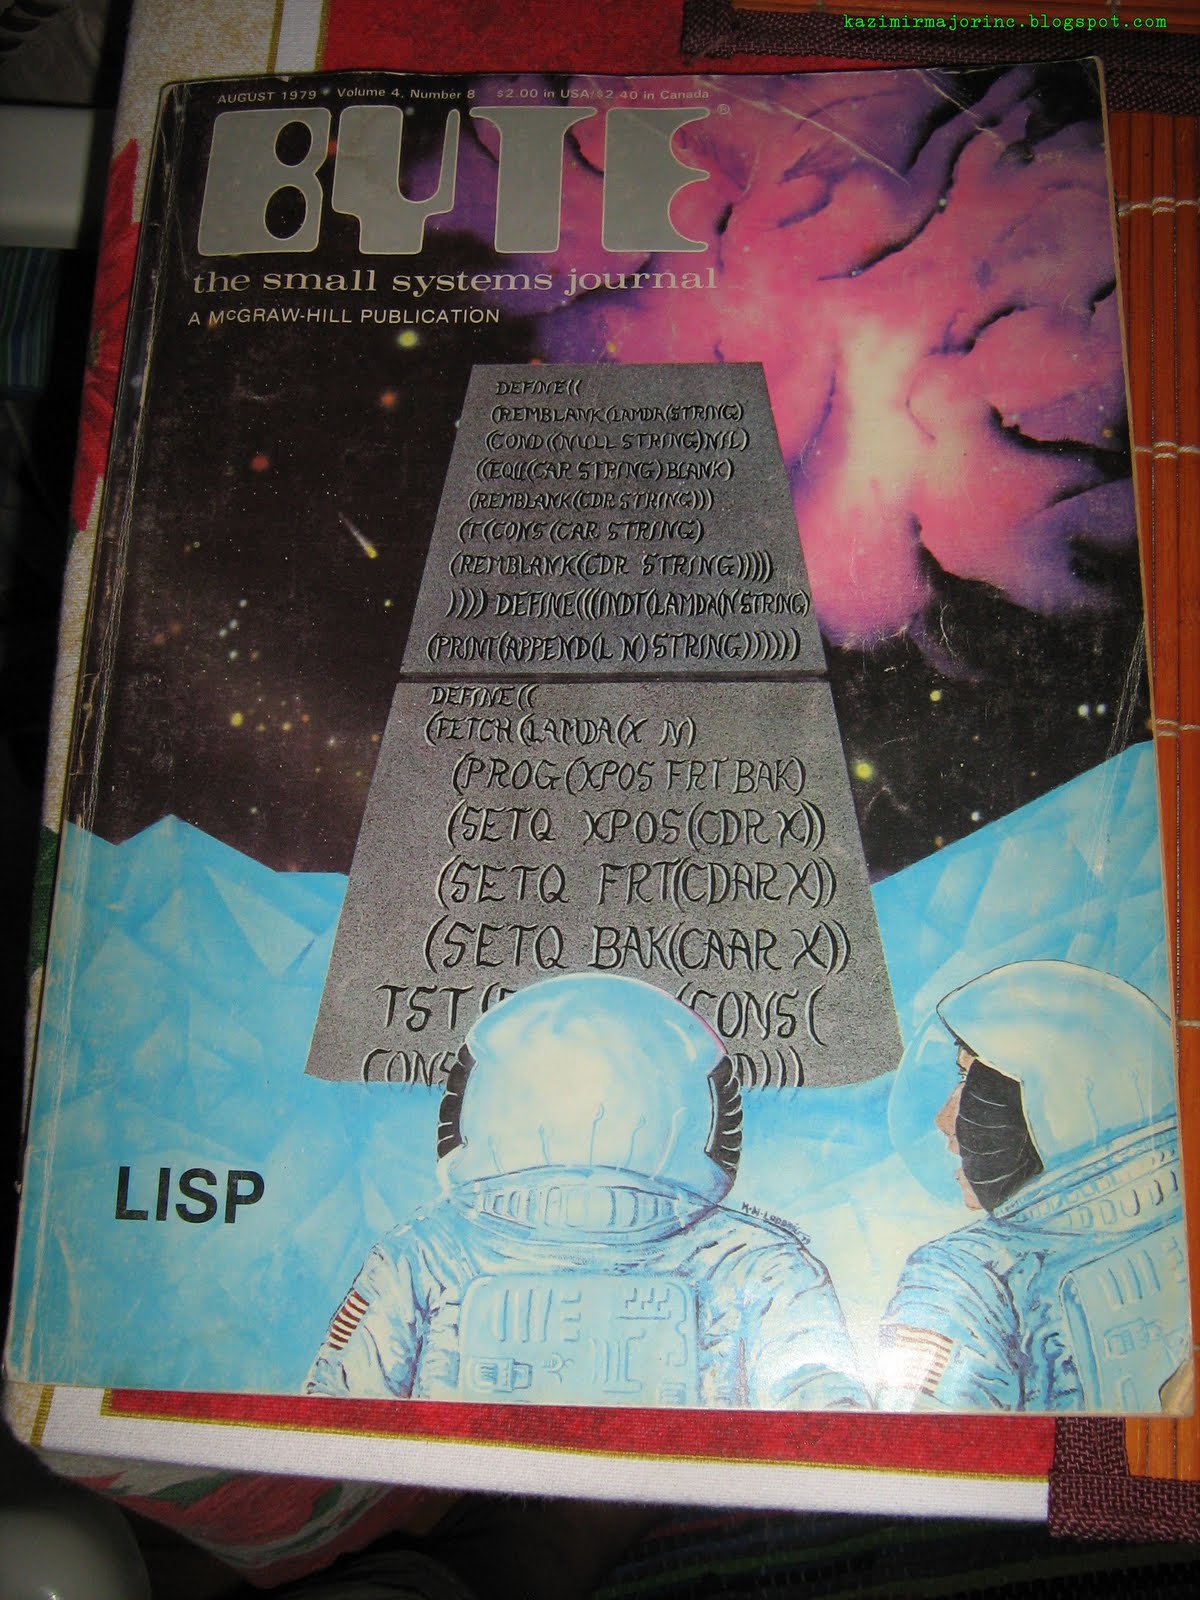 kazimirmajorinc.blogspot.com
AUGUST 1979 Volume 4, Number 8 $2.00 in USA/$2.40 in Canada
BYTE®
the small systems journal
A McGRAW-HILL PUBLICATION
DEFINE((
(REMBLANK(LAMDA(STRING)
(COND((NULL STRING)NIL)
((EQU(CAR STRING)BLANK)
(REMBLANK(CDR STRING)))
(T(CONS(CAR STRING)
(REMBLANK(CDR STRING)))))
)))) DEFINE(((INDT(LAMDA(N STRING)
(PRINT(APPEND(L N)STRING))))))
DEFINE((
(FETCH(LAMDA(X N)
(PROG(XPOS FRT BAK)
(SETQ XPOS(CDR X))
(SETQ FRT(CDAR X))
(SETQ BAK(CAAR X))
TST ( (CONS(
CONS )))
LISP